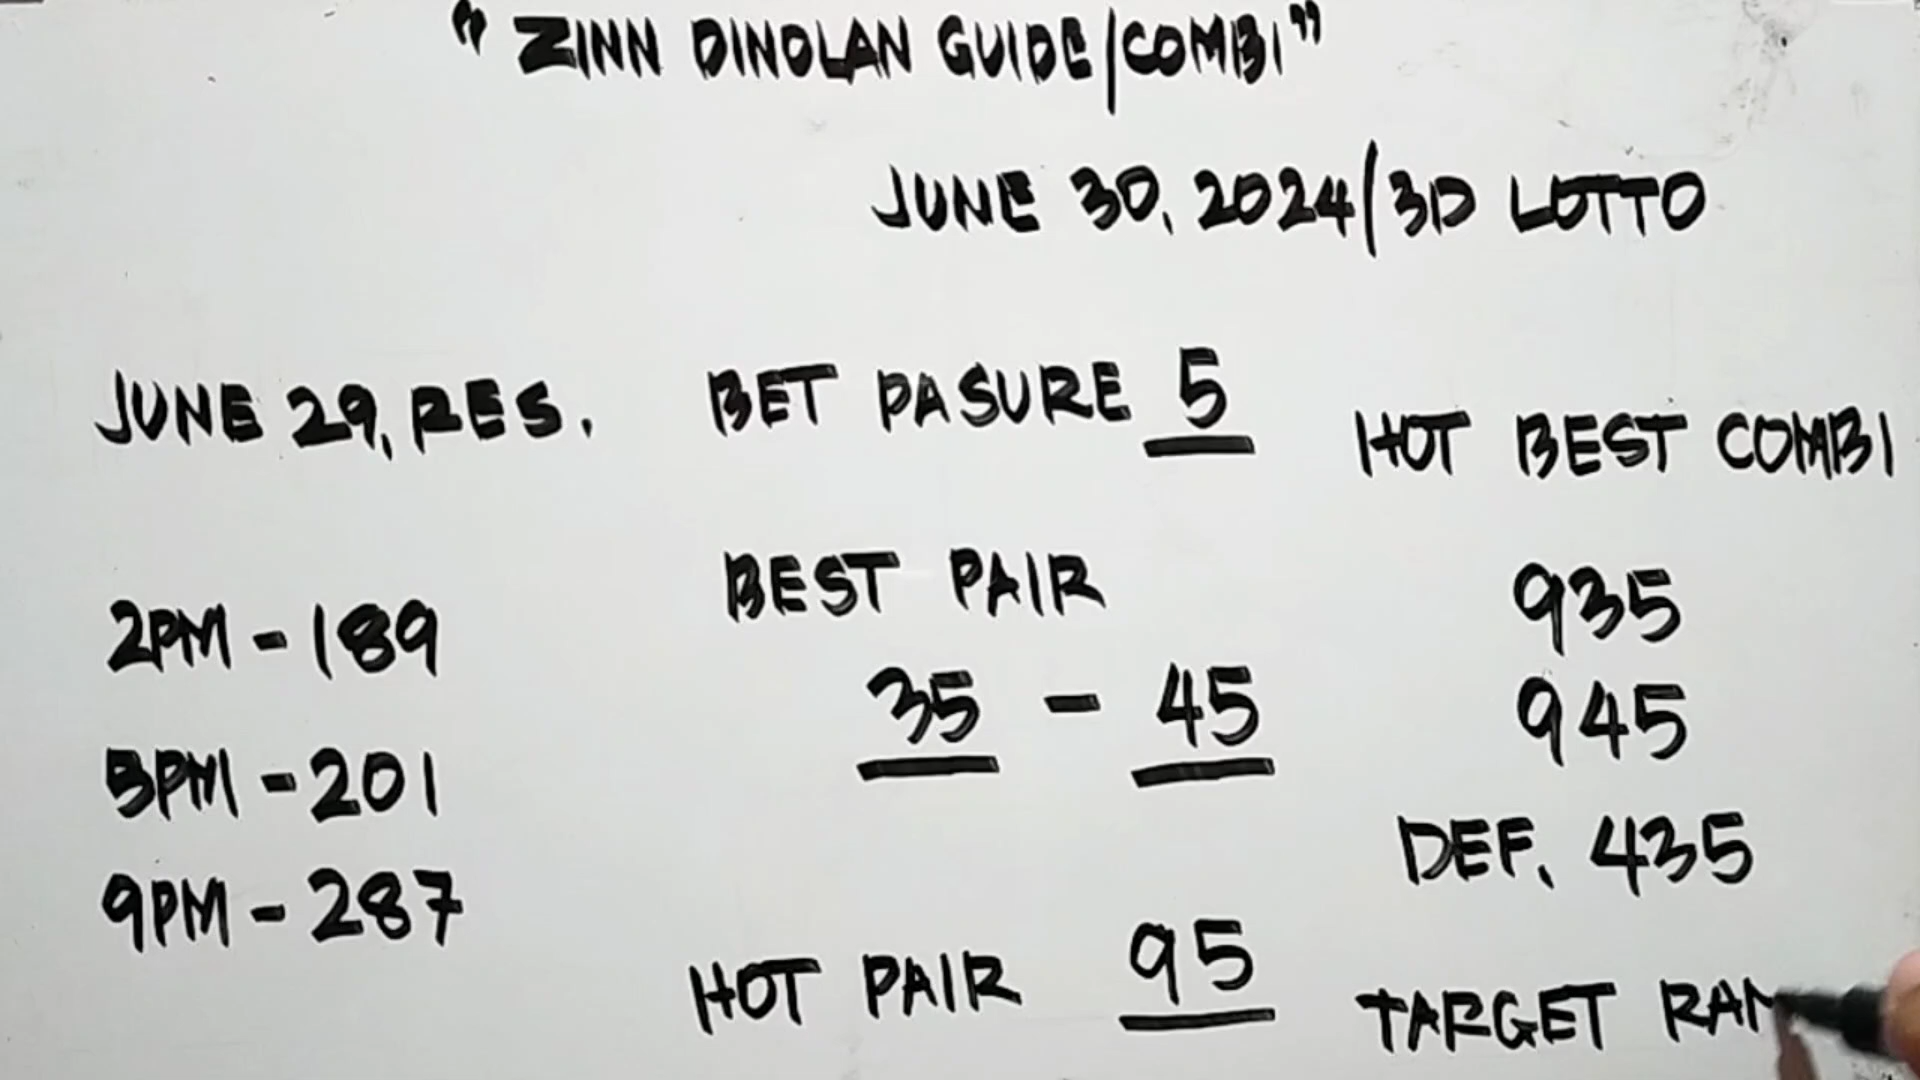 "ZINN DINOLAN GUIDE/COMBI"
JUNE 30, 2024/3D LOTTO
JUNE 29, RES.
2PM - 189
5PM - 201
9PM - 287
BET PASURE 5
BEST PAIR
35 - 45
HOT PAIR 95
HOT BEST COMBI
935
945
DEF. 435
TARGET RAM